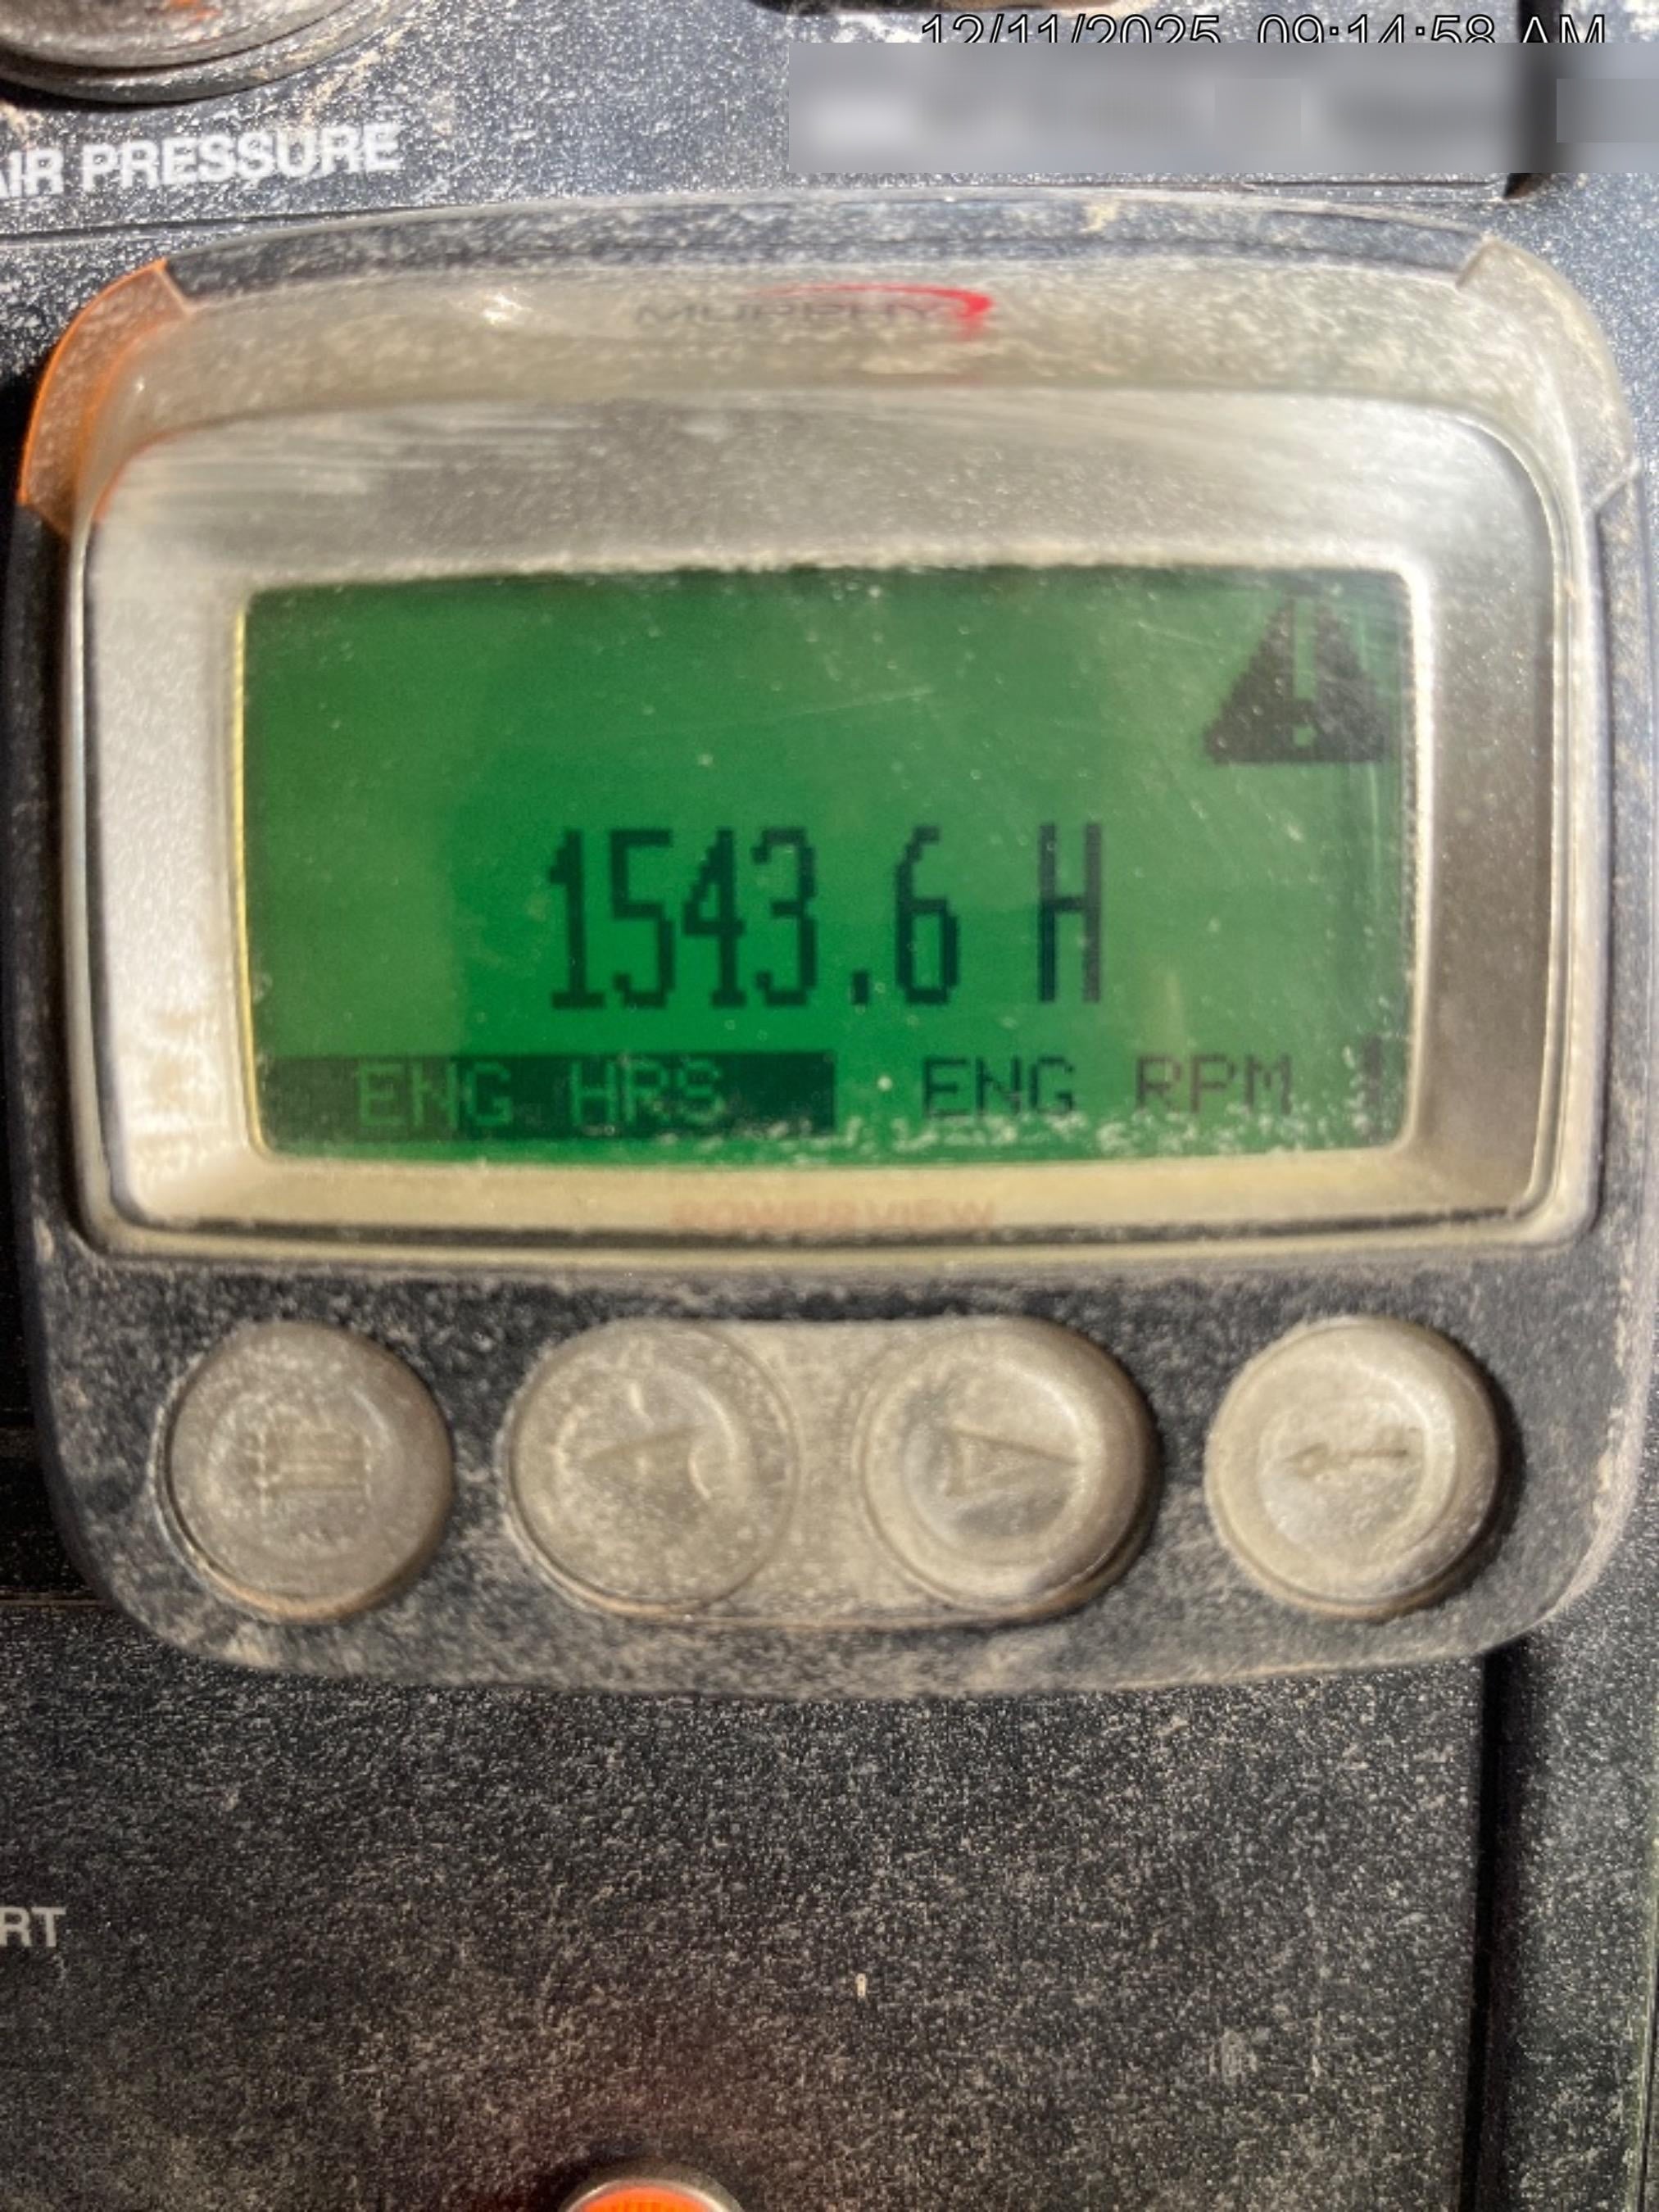 12/11/2025 09:14:58 AM
AIR PRESSURE
MURPHY
1543.6 H
ENG HRS ENG RPM
POWERVIEW
RT